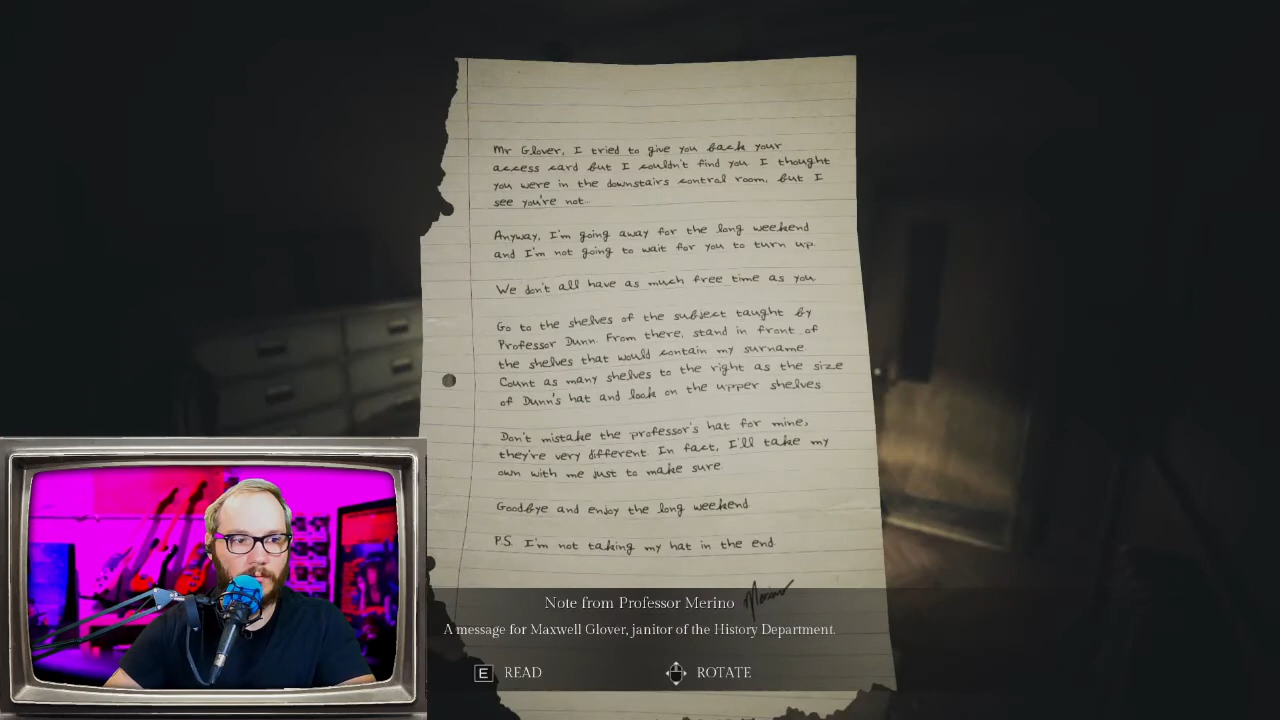 Mr Glover, I tried to give you back your
access card but I couldn't find you. I thought
you were in the downstairs control room, but I
see you're not...
Anyway, I'm going away for the long weekend
and I'm not going to wait for you to turn up.
We don't all have as much free time as you.
Go to the shelves of the subject taught by
Professor Dunn. From there, stand in front of
the shelves that would contain my surname.
Count as many shelves to the right as the size
of Dunn's hat and look on the upper shelves.
Don't mistake the professor's hat for mine,
they're very different. In fact, I'll take my
own with me just to make sure.
Goodbye and enjoy the long weekend.
P.S. I'm not taking my hat in the end.
Merino
Note from Professor Merino
A message for Maxwell Glover, janitor of the History Department.
E READ
ROTATE